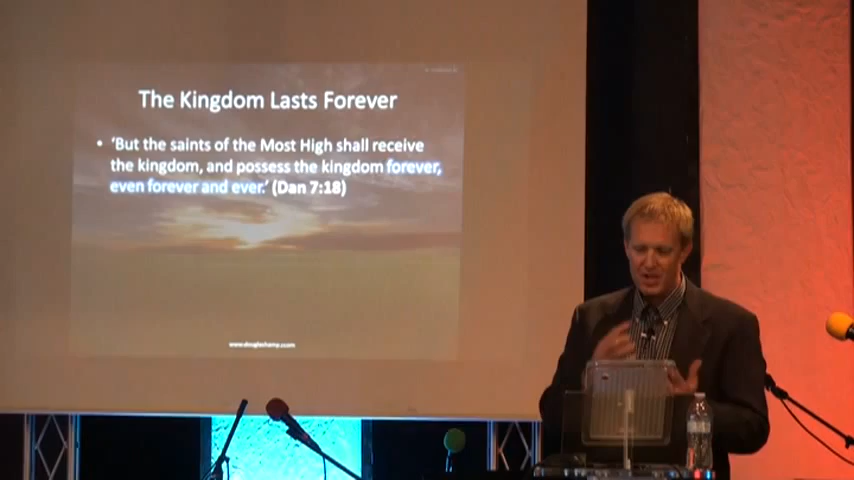 The Kingdom Lasts Forever
• 'But the saints of the Most High shall receive
the kingdom, and possess the kingdom forever,
even forever and ever.' (Dan 7:18)